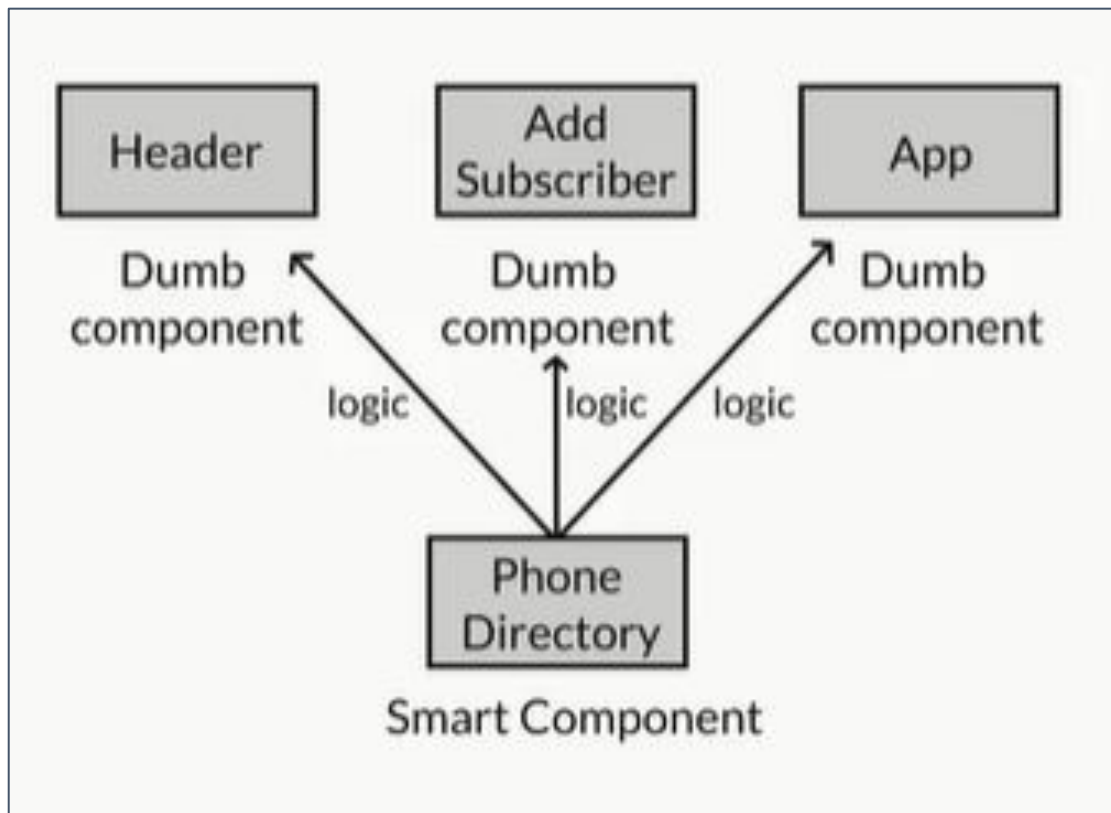 Header
Add
Subscriber
App
Dumb
component
Dumb
component
Dumb
component
logic
logic
logic
Phone
Directory
Smart Component